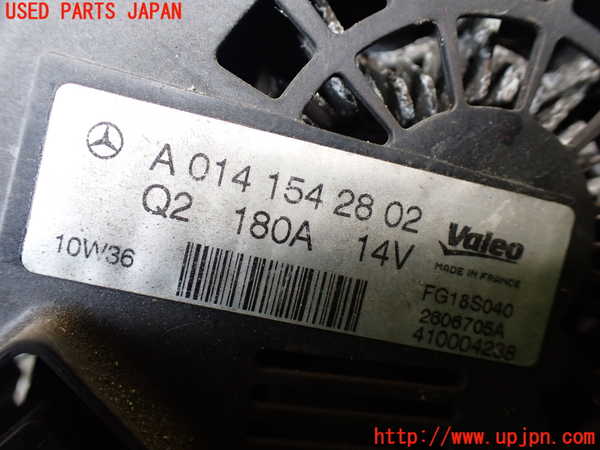 USED PARTS JAPAN
A 014 154 28 02
Q2 180A 14V
Valeo
MADE IN FRANCE
10W36
FG18S040
2606705A
410004238
http://www.upjpn.com